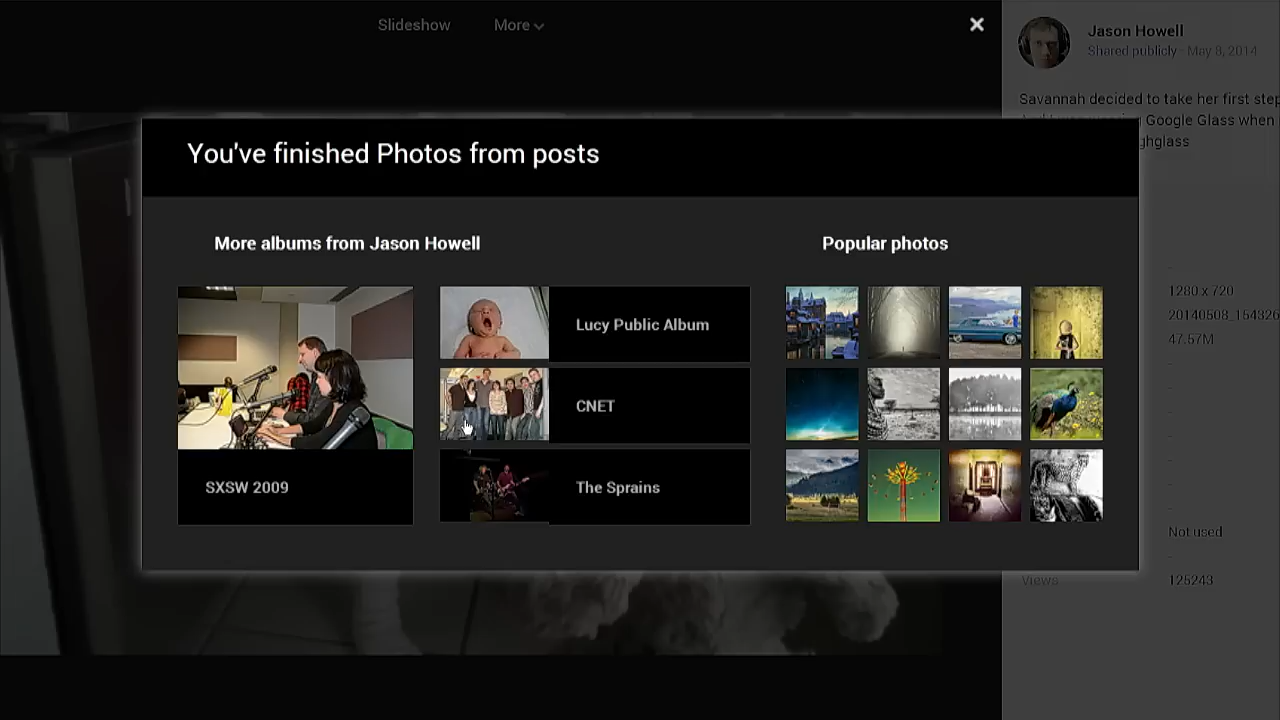 Slideshow
More
Jason Howell
Shared publicly - May 8, 2014
Savannah decided to take her first step
Google Glass when
ghglass
You've finished Photos from posts
More albums from Jason Howell
Popular photos
Lucy Public Album
CNET
SXSW 2009
The Sprains
1280 x 720
20140508_154326
47.57M
Not used
Views
125243